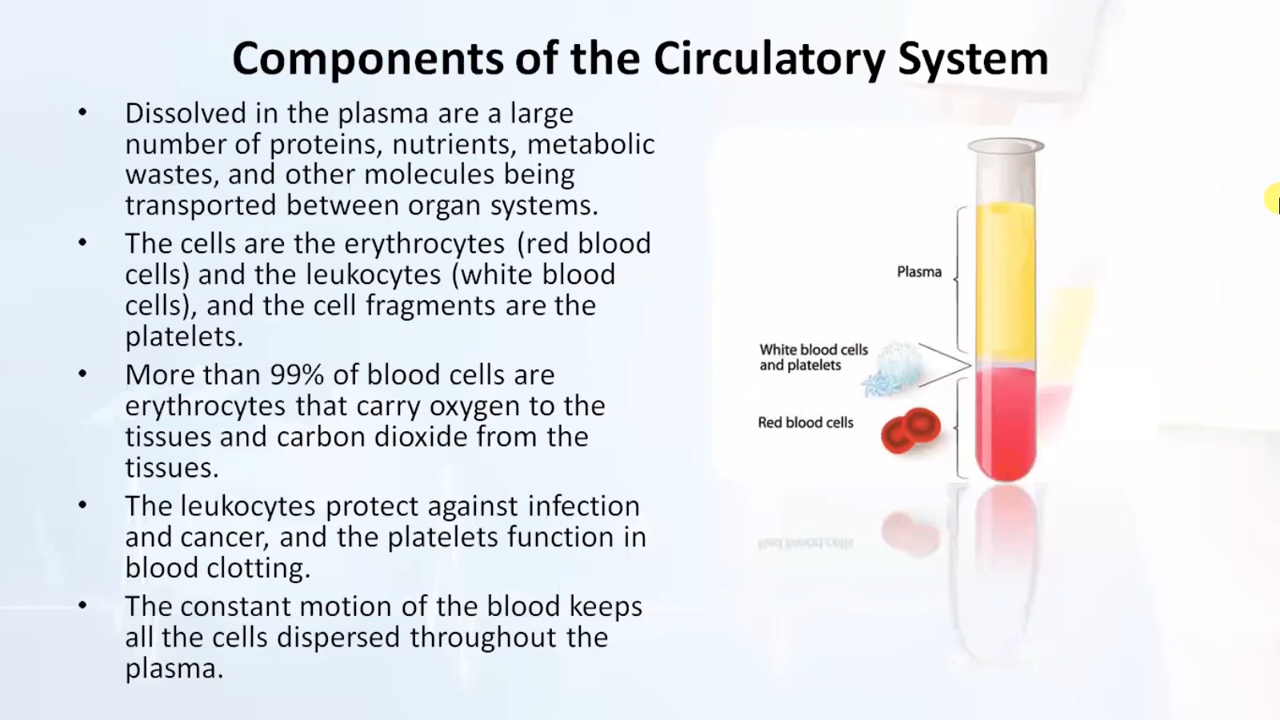 Components of the Circulatory System
• Dissolved in the plasma are a large
number of proteins, nutrients, metabolic
wastes, and other molecules being
transported between organ systems.
• The cells are the erythrocytes (red blood
cells) and the leukocytes (white blood
cells), and the cell fragments are the
platelets.
• More than 99% of blood cells are
erythrocytes that carry oxygen to the
tissues and carbon dioxide from the
tissues.
• The leukocytes protect against infection
and cancer, and the platelets function in
blood clotting.
• The constant motion of the blood keeps
all the cells dispersed throughout the
plasma.
Plasma
White blood cells
and platelets
Red blood cells
Red blood cells